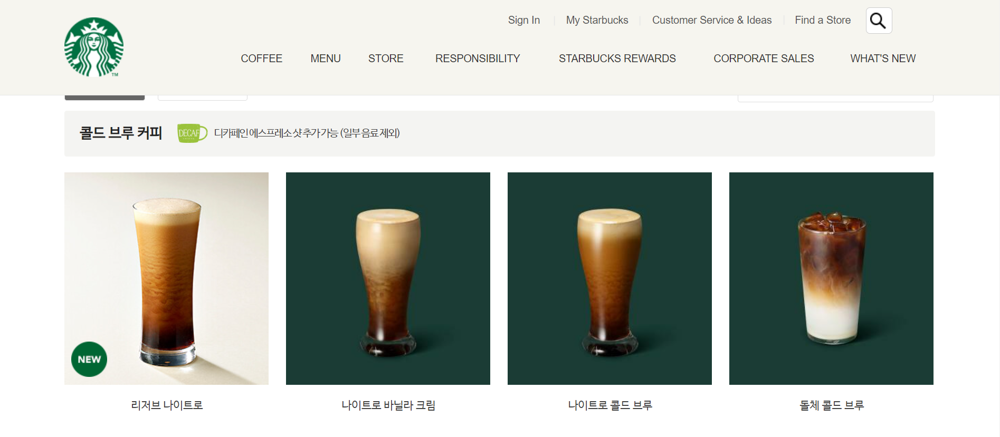 Sign In
My Starbucks
Customer Service & Ideas
Find a Store
COFFEE
MENU
STORE
RESPONSIBILITY
STARBUCKS REWARDS
CORPORATE SALES
WHAT'S NEW
TM
콜드 브루 커피
DECAF
디카페인 에스프레소 샷 추가 가능 (일부 음료 제외)
NEW
리저브 나이트로
나이트로 바닐라 크림
나이트로 콜드 브루
돌체 콜드 브루